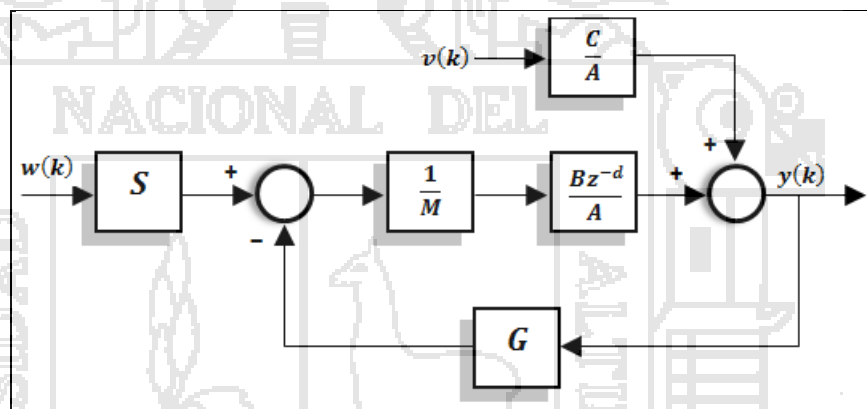 v(k)
C
A
+
NACIONAL DEL
w(k)
S
+
−
1
M
Bz^{-d}
A
+
y(k)
G